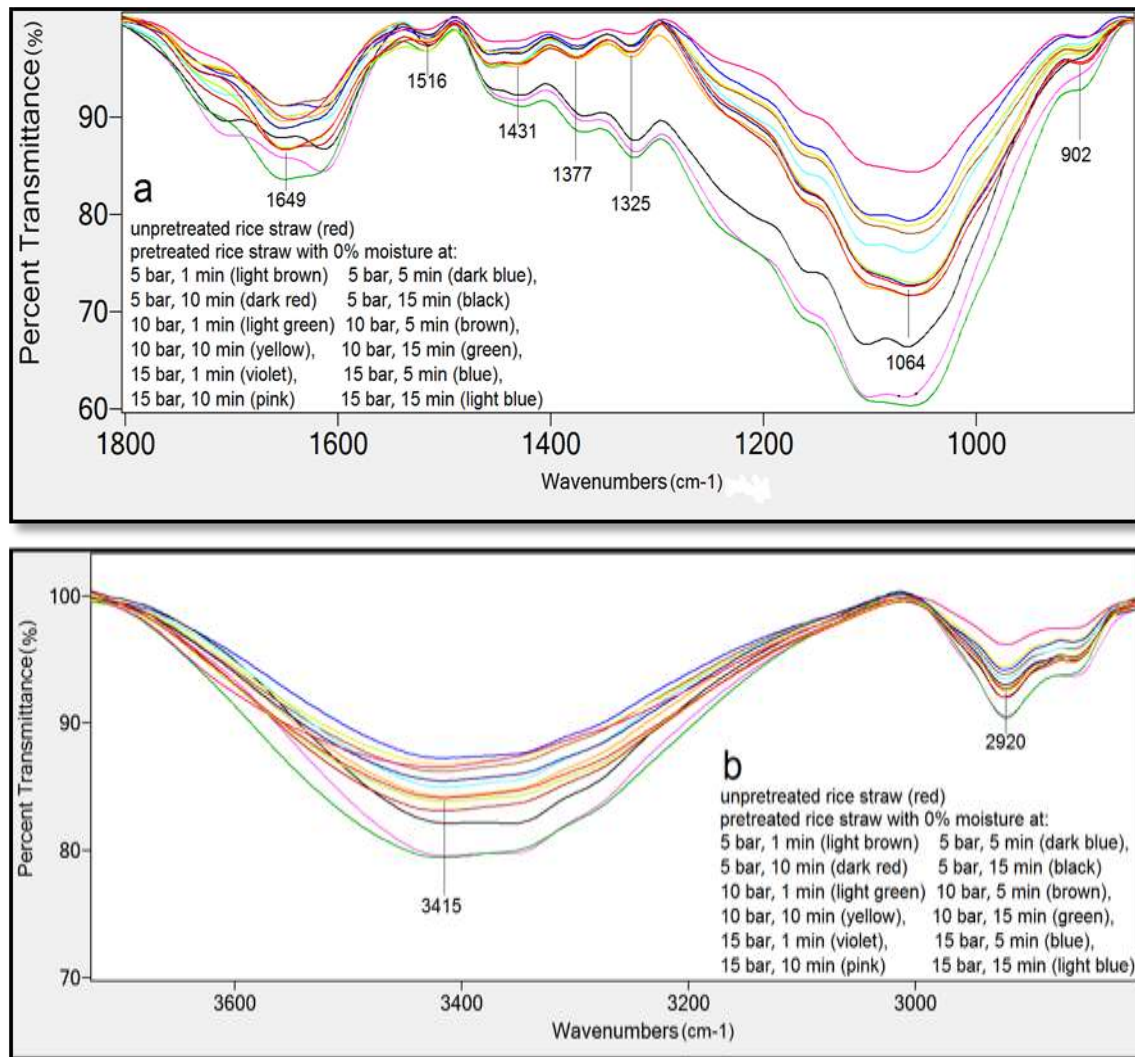 Percent Transmittance (%)
90
80
70
60
1516
1431
1377
1325
1649
902
1064
a
unpretreated rice straw (red)
pretreated rice straw with 0% moisture at:
5 bar, 1 min (light brown) 5 bar, 5 min (dark blue),
5 bar, 10 min (dark red) 5 bar, 15 min (black)
10 bar, 1 min (light green) 10 bar, 5 min (brown),
10 bar, 10 min (yellow), 10 bar, 15 min (green),
15 bar, 1 min (violet), 15 bar, 5 min (blue),
15 bar, 10 min (pink) 15 bar, 15 min (light blue)
1800 1600 1400 1200 1000
Wavenumbers (cm-1)
Percent Transmittance (%)
100
90
80
70
2920
3415
b
unpretreated rice straw (red)
pretreated rice straw with 0% moisture at:
5 bar, 1 min (light brown) 5 bar, 5 min (dark blue),
5 bar, 10 min (dark red) 5 bar, 15 min (black)
10 bar, 1 min (light green) 10 bar, 5 min (brown),
10 bar, 10 min (yellow), 10 bar, 15 min (green),
15 bar, 1 min (violet), 15 bar, 5 min (blue),
15 bar, 10 min (pink) 15 bar, 15 min (light blue)
3600 3400 3200 3000
Wavenumbers (cm-1)